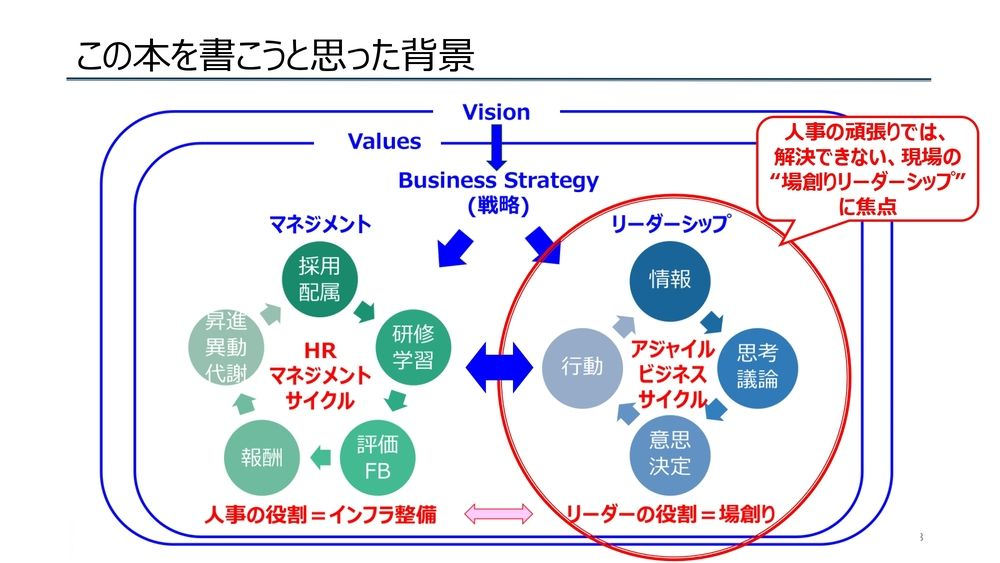 この本を書こうと思った背景
Vision
Values
Business Strategy
(戦略)
人事の頑張りでは、
解決できない、現場の
“場創りリーダーシップ”
に焦点
マネジメント
採用
配属
研修
学習
評価
FB
報酬
昇進
異動
代謝
HR
マネジメント
サイクル
人事の役割＝インフラ整備
リーダーシップ
情報
思考
議論
意思
決定
行動
アジャイル
ビジネス
サイクル
リーダーの役割＝場創り
3